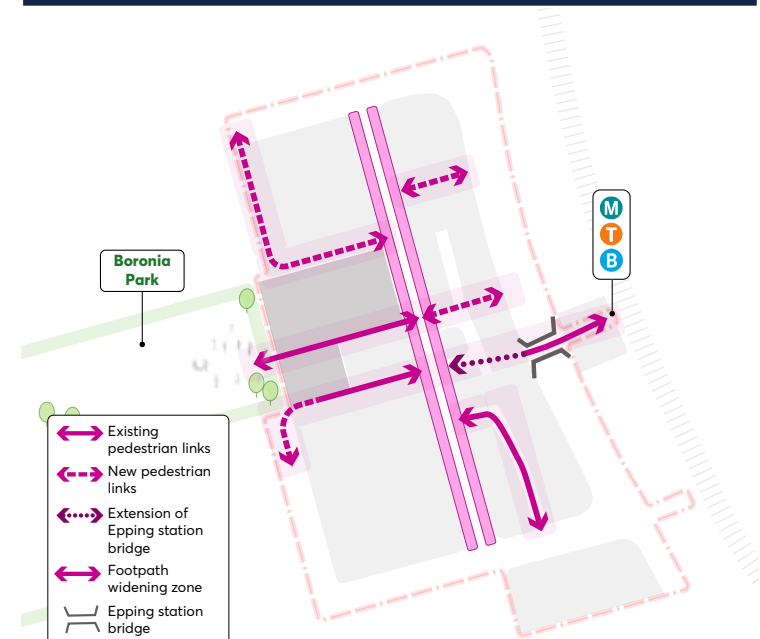 M
T
B
Boronia
Park
Existing
pedestrian links
New pedestrian
links
Extension of
Epping station
bridge
Footpath
widening zone
Epping station
bridge